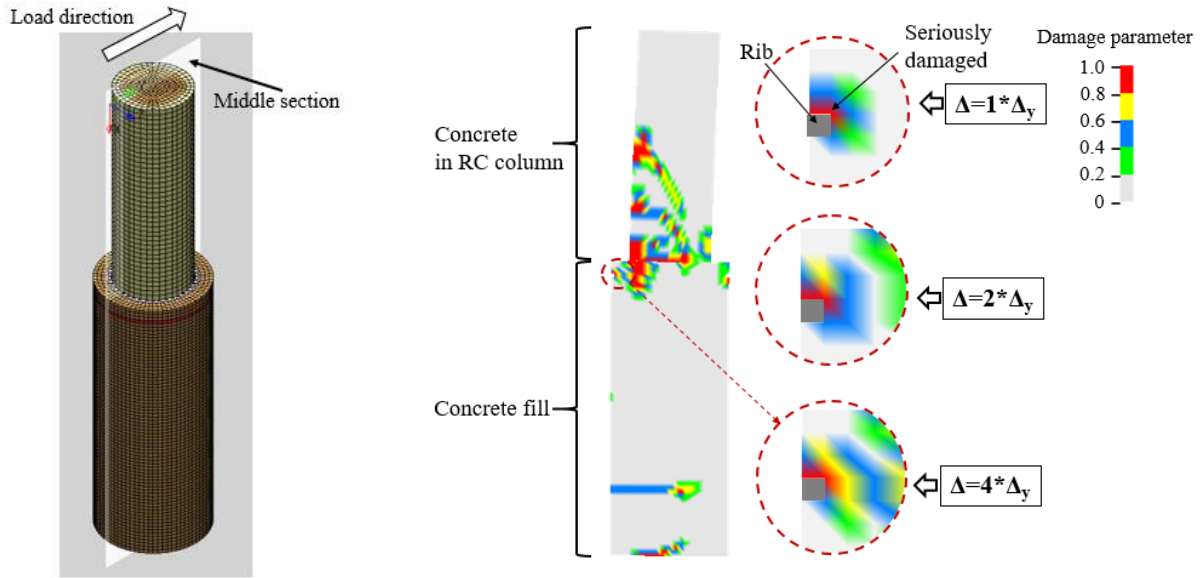 Load direction
Middle section
Concrete
in RC column
Concrete fill
Rib
Seriously
damaged
Δ=1*Δy
Δ=2*Δy
Δ=4*Δy
Damage parameter
1.0
0.8
0.6
0.4
0.2
0